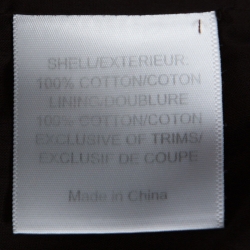 SHELL/EXTERIEUR:
100% COTTON/COTON
LINING/DOUBLURE
100% COTTON/COTON
EXCLUSIVE OF TRIMS/
EXCLUSIF DE COUPE
Made in China